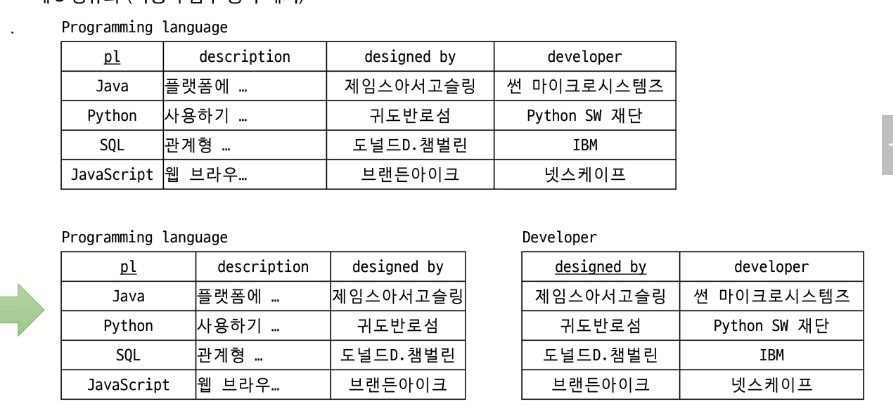 Programming language
pl description designed by developer
Java 플랫폼에 … 제임스아서고슬링 썬 마이크로시스템즈
Python 사용하기 … 귀도반로섬 Python SW 재단
SQL 관계형 … 도널드D.챔벌린 IBM
JavaScript 웹 브라우… 브랜든아이크 넷스케이프
Programming language
pl description designed by
Java 플랫폼에 … 제임스아서고슬링
Python 사용하기 … 귀도반로섬
SQL 관계형 … 도널드D.챔벌린
JavaScript 웹 브라우… 브랜든아이크
Developer
designed by developer
제임스아서고슬링 썬 마이크로시스템즈
귀도반로섬 Python SW 재단
도널드D.챔벌린 IBM
브랜든아이크 넷스케이프